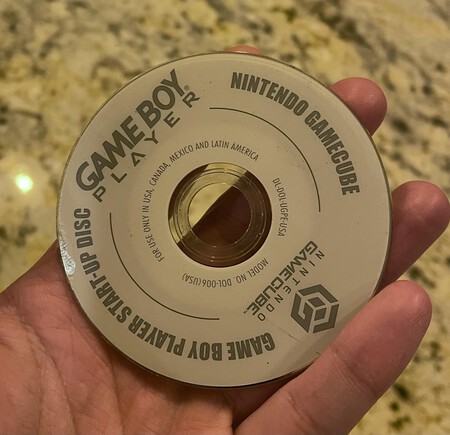 GAME BOY®
PLAYER
NINTENDO GAMECUBE
FOR USE ONLY IN USA, CANADA, MEXICO AND LATIN AMERICA
DL-DOL-UGPE-USA
MODEL NO. DOL-006(USA)
NINTENDO
GAMECUBE™
GAME BOY PLAYER START-UP DISC